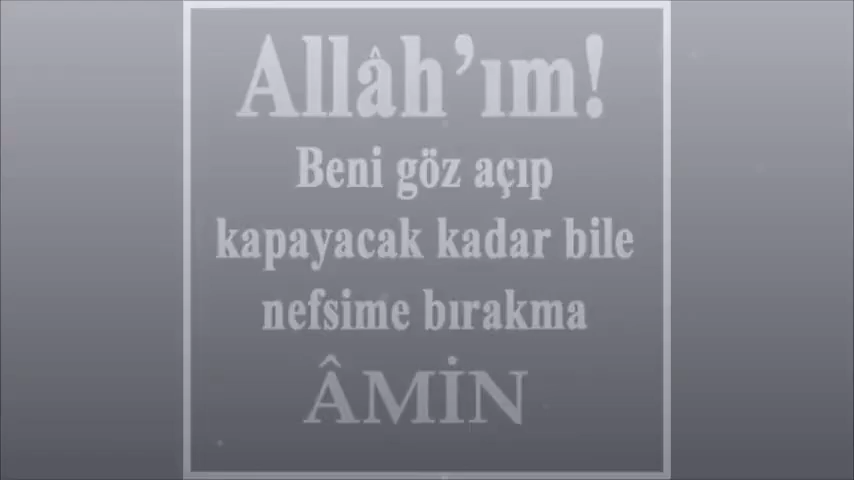 Allâh’ım!
Beni göz açıp
kapayacak kadar bile
nefsime bırakma
ÂMİN